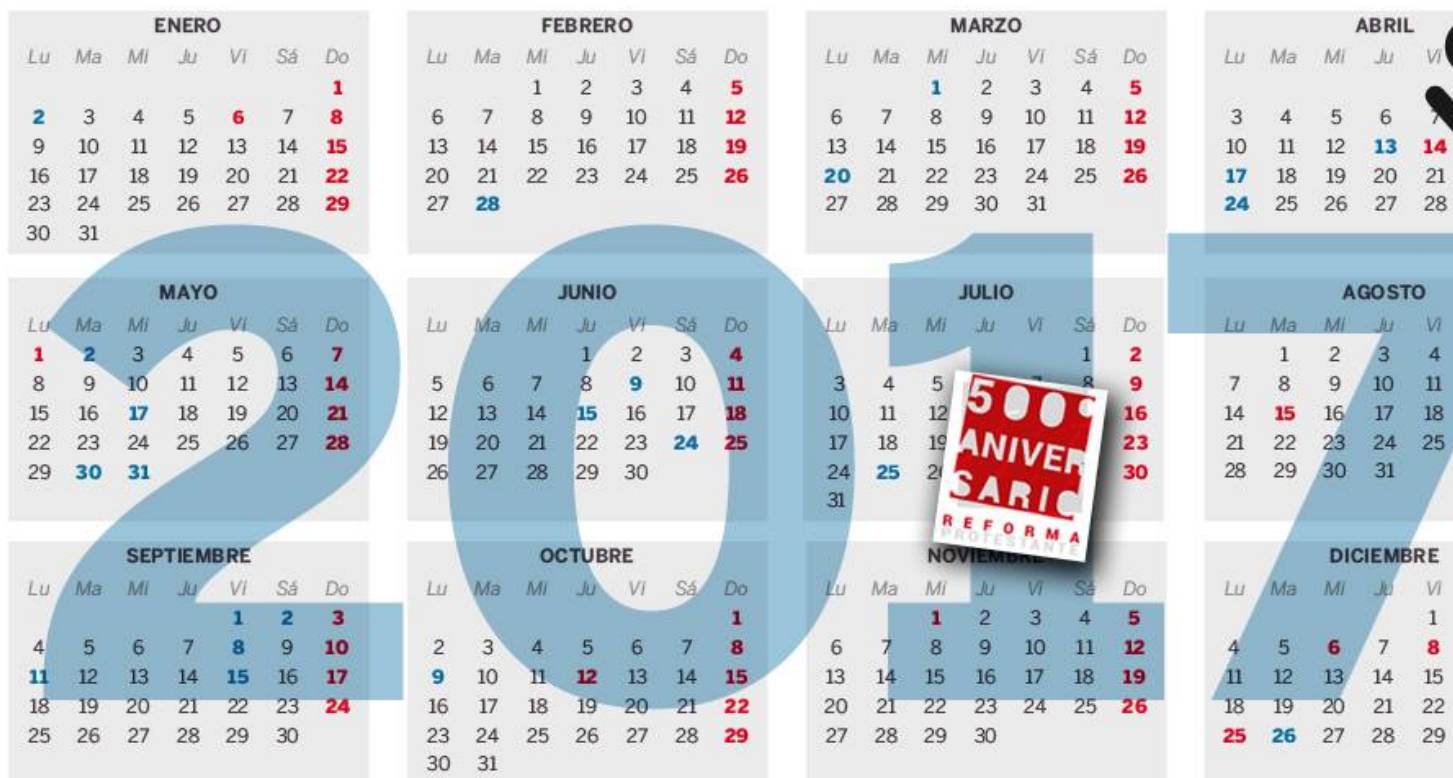 ENERO
Lu Ma Mi Ju Vi Sá Do
1
2 3 4 5 6 7 8
9 10 11 12 13 14 15
16 17 18 19 20 21 22
23 24 25 26 27 28 29
30 31
FEBRERO
Lu Ma Mi Ju Vi Sá Do
1 2 3 4 5
6 7 8 9 10 11 12
13 14 15 16 17 18 19
20 21 22 23 24 25 26
27 28
MARZO
Lu Ma Mi Ju Vi Sá Do
1 2 3 4 5
6 7 8 9 10 11 12
13 14 15 16 17 18 19
20 21 22 23 24 25 26
27 28 29 30 31
ABRIL
Lu Ma Mi Ju Vi
3 4 5 6 7
10 11 12 13 14
17 18 19 20 21
24 25 26 27 28
2017
MAYO
Lu Ma Mi Ju Vi Sá Do
1 2 3 4 5 6 7
8 9 10 11 12 13 14
15 16 17 18 19 20 21
22 23 24 25 26 27 28
29 30 31
JUNIO
Lu Ma Mi Ju Vi Sá Do
1 2 3 4
5 6 7 8 9 10 11
12 13 14 15 16 17 18
19 20 21 22 23 24 25
26 27 28 29 30
JULIO
Lu Ma Mi Ju Vi Sá Do
1 2
3 4 5 7 8 9
10 11 12 16
17 18 19 23
24 25 30
31
500º
ANIVER
SARIO
REFORMA
PROTESTANTE
AGOSTO
Lu Ma Mi Ju Vi
1 2 3 4
7 8 9 10 11
14 15 16 17 18
21 22 23 24 25
28 29 30 31
SEPTIEMBRE
Lu Ma Mi Ju Vi Sá Do
1 2 3
4 5 6 7 8 9 10
11 12 13 14 15 16 17
18 19 20 21 22 23 24
25 26 27 28 29 30
OCTUBRE
Lu Ma Mi Ju Vi Sá Do
1
2 3 4 5 6 7 8
9 10 11 12 13 14 15
16 17 18 19 20 21 22
23 24 25 26 27 28 29
30 31
NOVIEMBRE
Lu Ma Mi Ju Vi Sá Do
1 2 3 4 5
6 7 8 9 10 11 12
13 14 15 16 17 18 19
20 21 22 23 24 25 26
27 28 29 30
DICIEMBRE
Lu Ma Mi Ju Vi
1
4 5 6 7 8
11 12 13 14 15
18 19 20 21 22
25 26 27 28 29